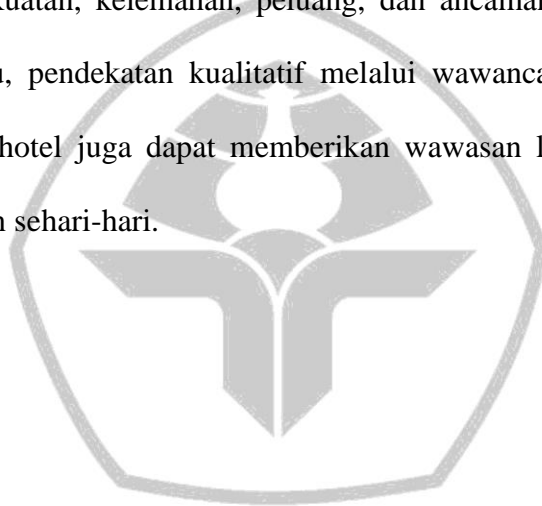 kuatan, kelemahan, peluang, dan ancaman
u, pendekatan kualitatif melalui wawanca
hotel juga dapat memberikan wawasan l
n sehari-hari.